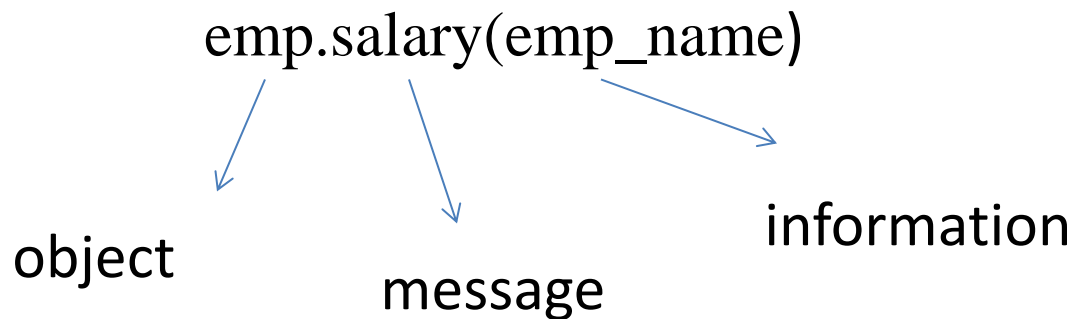 emp.salary(emp_name)
information
object
message